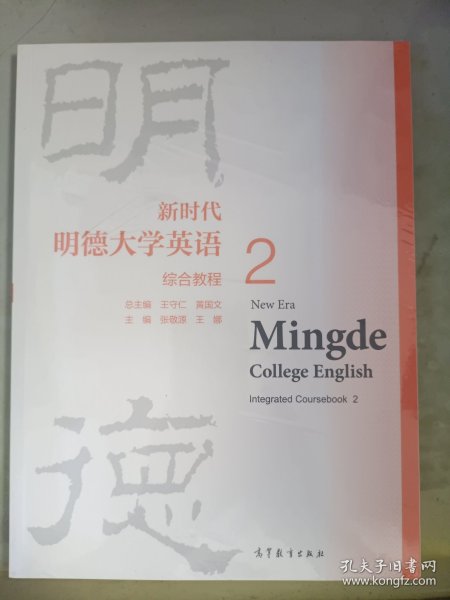 明
德
新时代
明德大学英语
综合教程
2
总主编 王守仁 黄国文
主 编 张敬源 王 娜
New Era
Mingde
College English
Integrated Coursebook 2
高等教育出版社
孔夫子旧书网
www.kongfz.com